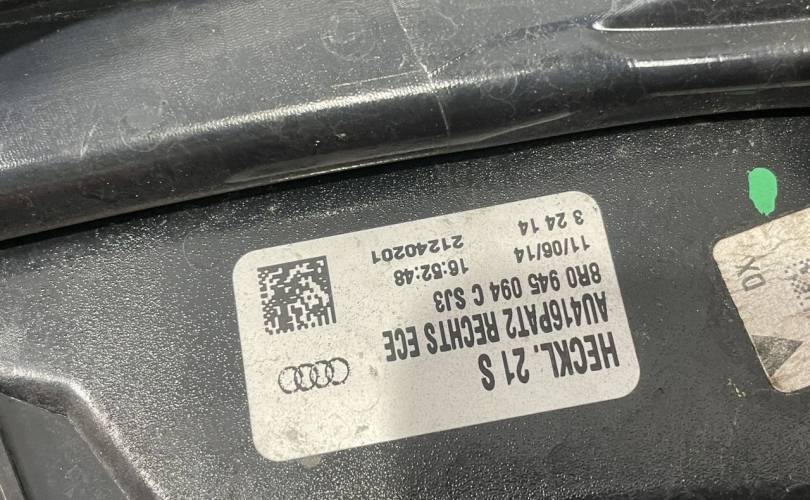 HECKL. 21 S
AU416PAT2 RECHTS ECE
8R0 945 094 C SJ3
11/06/14 16:52:48
3 24 14 21240201
DY